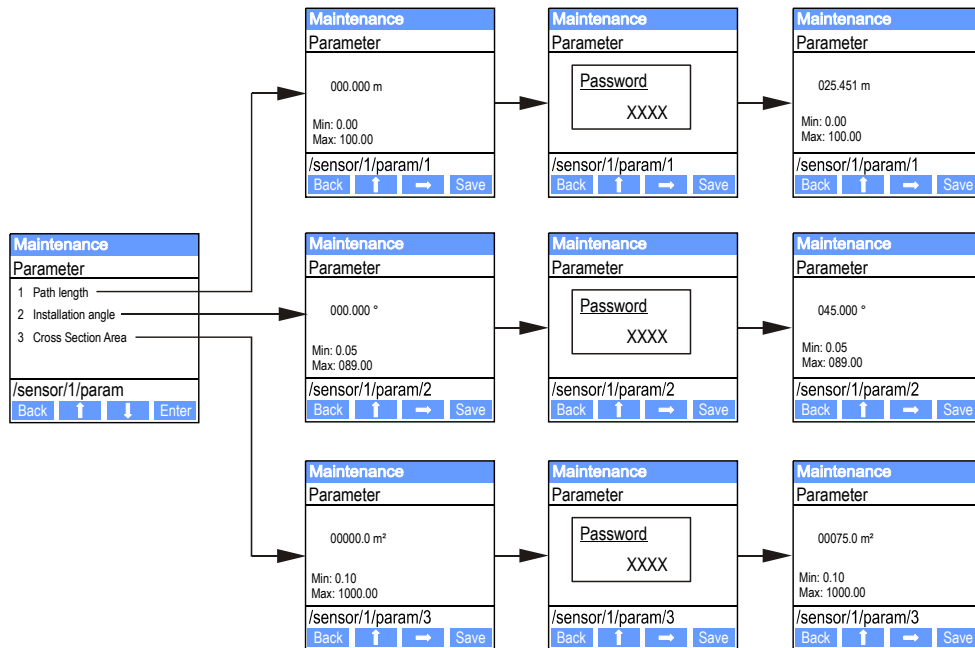 Maintenance
Parameter
1 Path length
2 Installation angle
3 Cross Section Area
/sensor/1/param
Back ⬆ ⬇ Enter
Maintenance
Parameter
000.000 m
Min: 0.00
Max: 100.00
/sensor/1/param/1
Back ⬆ ➡ Save
Maintenance
Parameter
Password
XXXX
/sensor/1/param/1
Back ⬆ ➡ Save
Maintenance
Parameter
025.451 m
Min: 0.00
Max: 100.00
/sensor/1/param/1
Back ⬆ ➡ Save
Maintenance
Parameter
000.000 °
Min: 0.05
Max: 089.00
/sensor/1/param/2
Back ⬆ ➡ Save
Maintenance
Parameter
Password
XXXX
/sensor/1/param/2
Back ⬆ ➡ Save
Maintenance
Parameter
045.000 °
Min: 0.05
Max: 089.00
/sensor/1/param/2
Back ⬆ ➡ Save
Maintenance
Parameter
00000.0 m²
Min: 0.10
Max: 1000.00
/sensor/1/param/3
Back ⬆ ➡ Save
Maintenance
Parameter
Password
XXXX
/sensor/1/param/3
Back ⬆ ➡ Save
Maintenance
Parameter
00075.0 m²
Min: 0.10
Max: 1000.00
/sensor/1/param/3
Back ⬆ ➡ Save